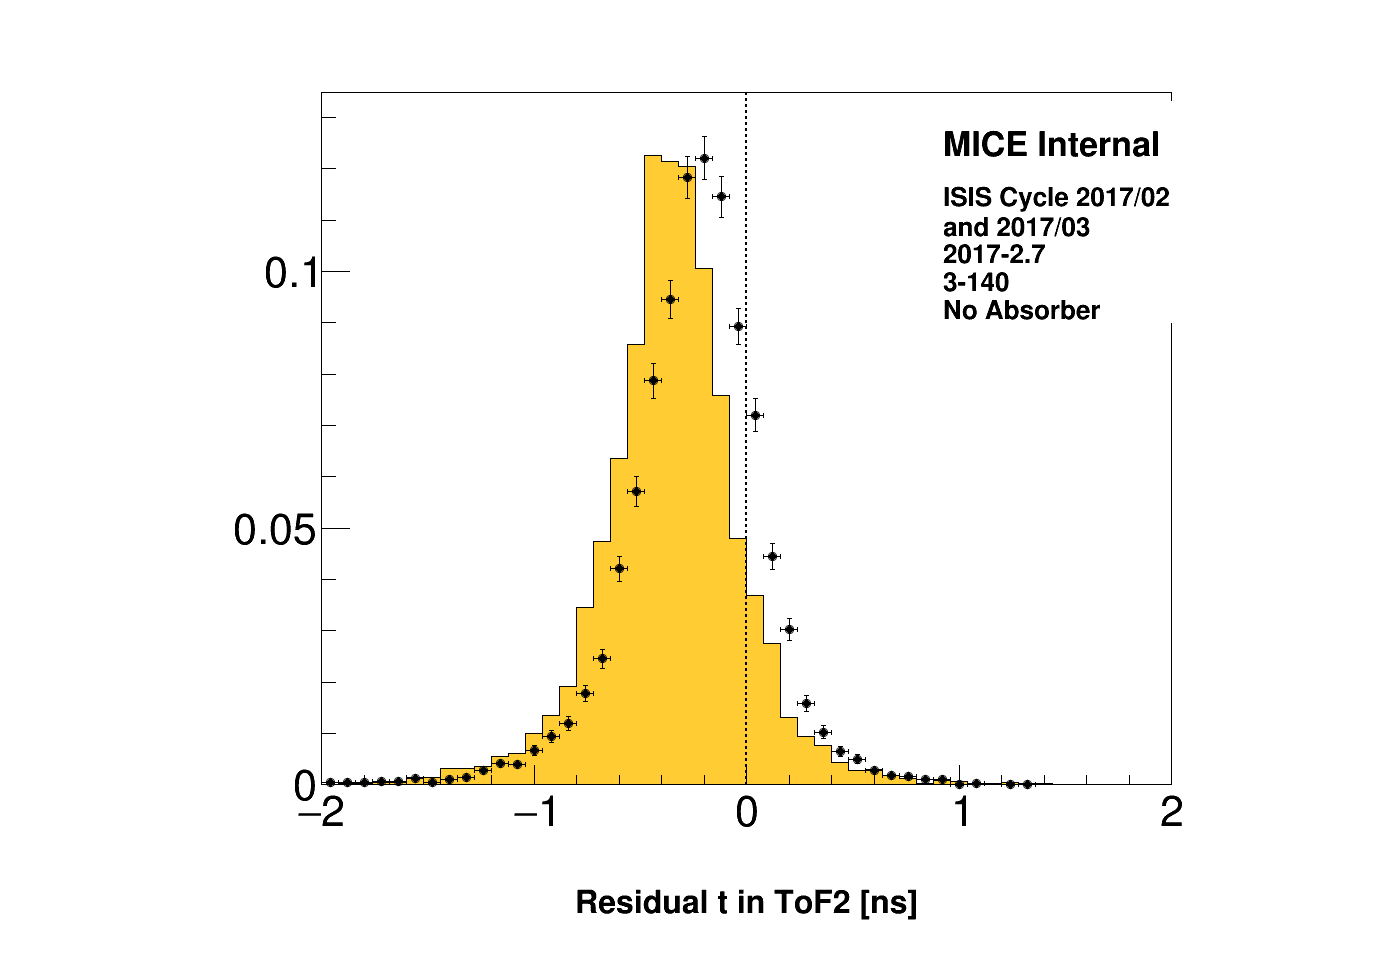 MICE Internal
ISIS Cycle 2017/02
and 2017/03
2017-2.7
3-140
No Absorber
0.1
0.05
0
−2 −1 0 1 2
Residual t in ToF2 [ns]